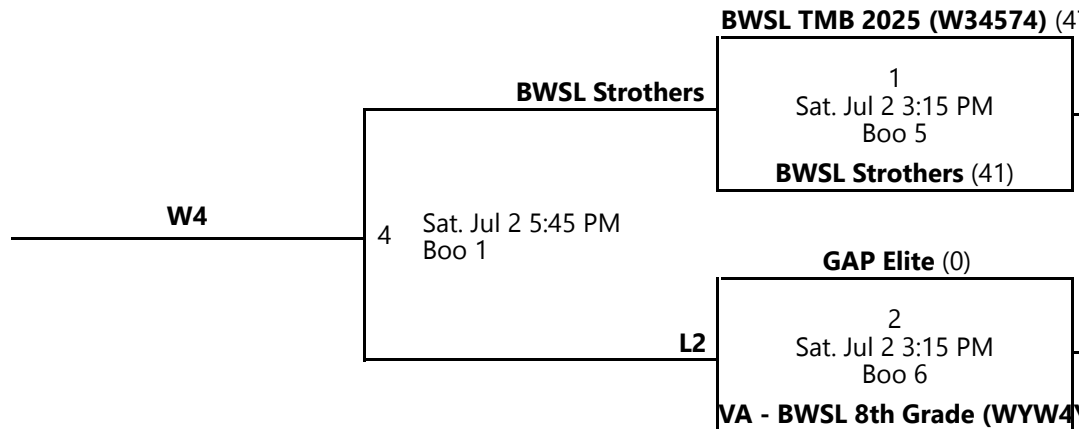 BWSL TMB 2025 (W34574)
1
Sat. Jul 2 3:15 PM
Boo 5
BWSL Strothers
BWSL Strothers (41)
W4
4 Sat. Jul 2 5:45 PM
Boo 1
GAP Elite (0)
2
Sat. Jul 2 3:15 PM
Boo 6
L2
VA - BWSL 8th Grade